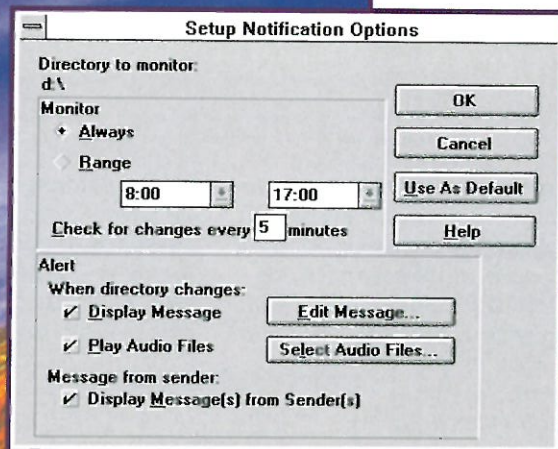 Setup Notification Options
Directory to monitor:
d:\
Monitor
Always
Range
8:00 17:00
Check for changes every 5 minutes
OK
Cancel
Use As Default
Help
Alert
When directory changes:
Display Message
Edit Message...
Play Audio Files
Select Audio Files...
Message from sender:
Display Message(s) from Sender(s)